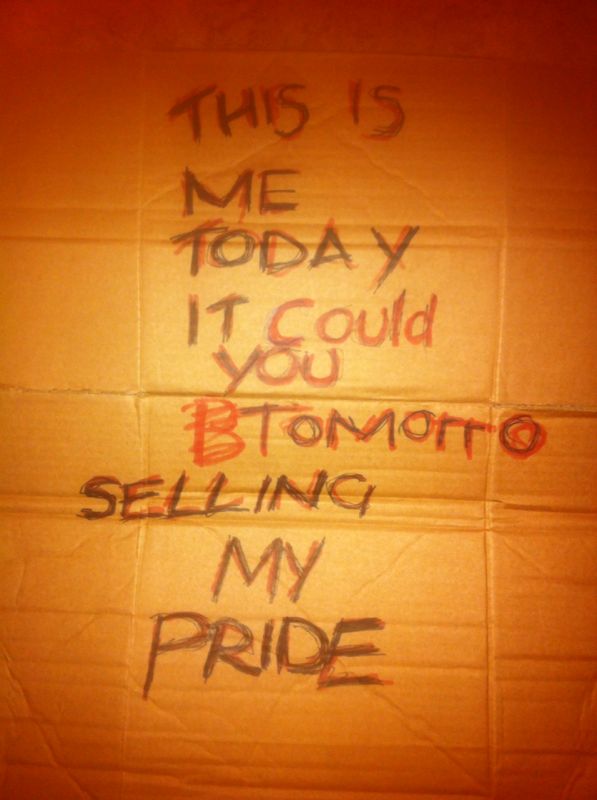 THIS IS
ME
TODAY
IT Could
YOU
B TOMOrrO
SELLING
MY
PRIDE